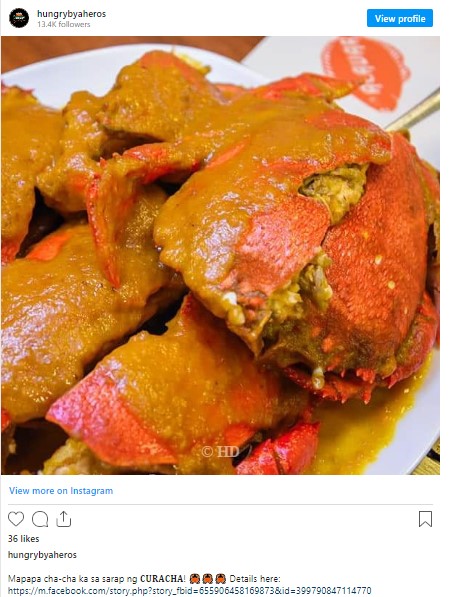 hungrybyaheros
13.4K followers
View profile
© HD
View more on Instagram
36 likes
hungrybyaheros
Mapapa cha-cha ka sa sarap ng CURACHA! 🦀🦀🦀 Details here:
https://m.facebook.com/story.php?story_fbid=655906458169873&id=399790847114770